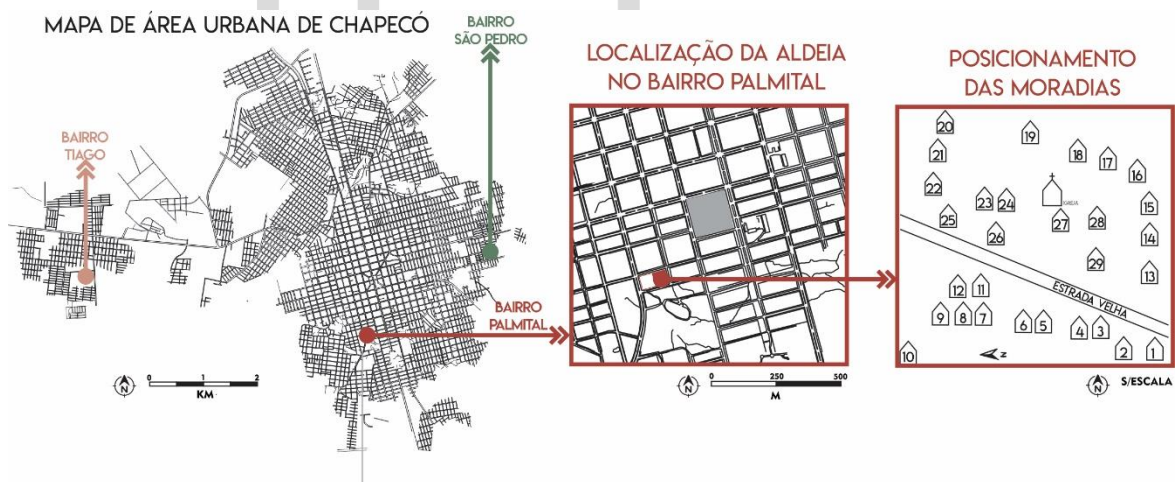 MAPA DE ÁREA URBANA DE CHAPECÓ
BAIRRO
SÃO PEDRO
BAIRRO
TIAGO
BAIRRO
PALMITAL
N
0 1 2
KM
LOCALIZAÇÃO DA ALDEIA
NO BAIRRO PALMITAL
N
0 250 500
M
POSICIONAMENTO
DAS MORADIAS
20
19
21
18
17
16
22
23
24
IGREJA
15
25
27
28
26
14
29
13
ESTRADA VELHA
12
11
9
8
7
6
5
4
3
10
N
2
1
N
S/ESCALA